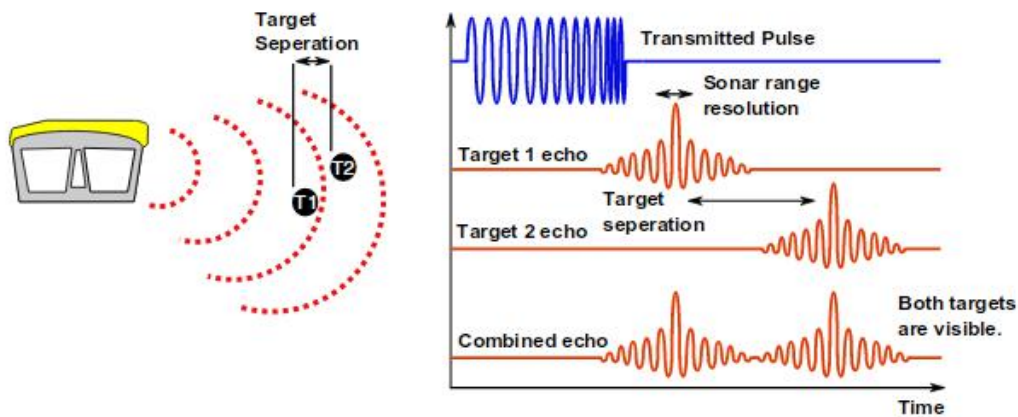 Target
Seperation
T1
T2
Transmitted Pulse
Sonar range
resolution
Target 1 echo
Target
seperation
Target 2 echo
Both targets
are visible.
Combined echo
Time